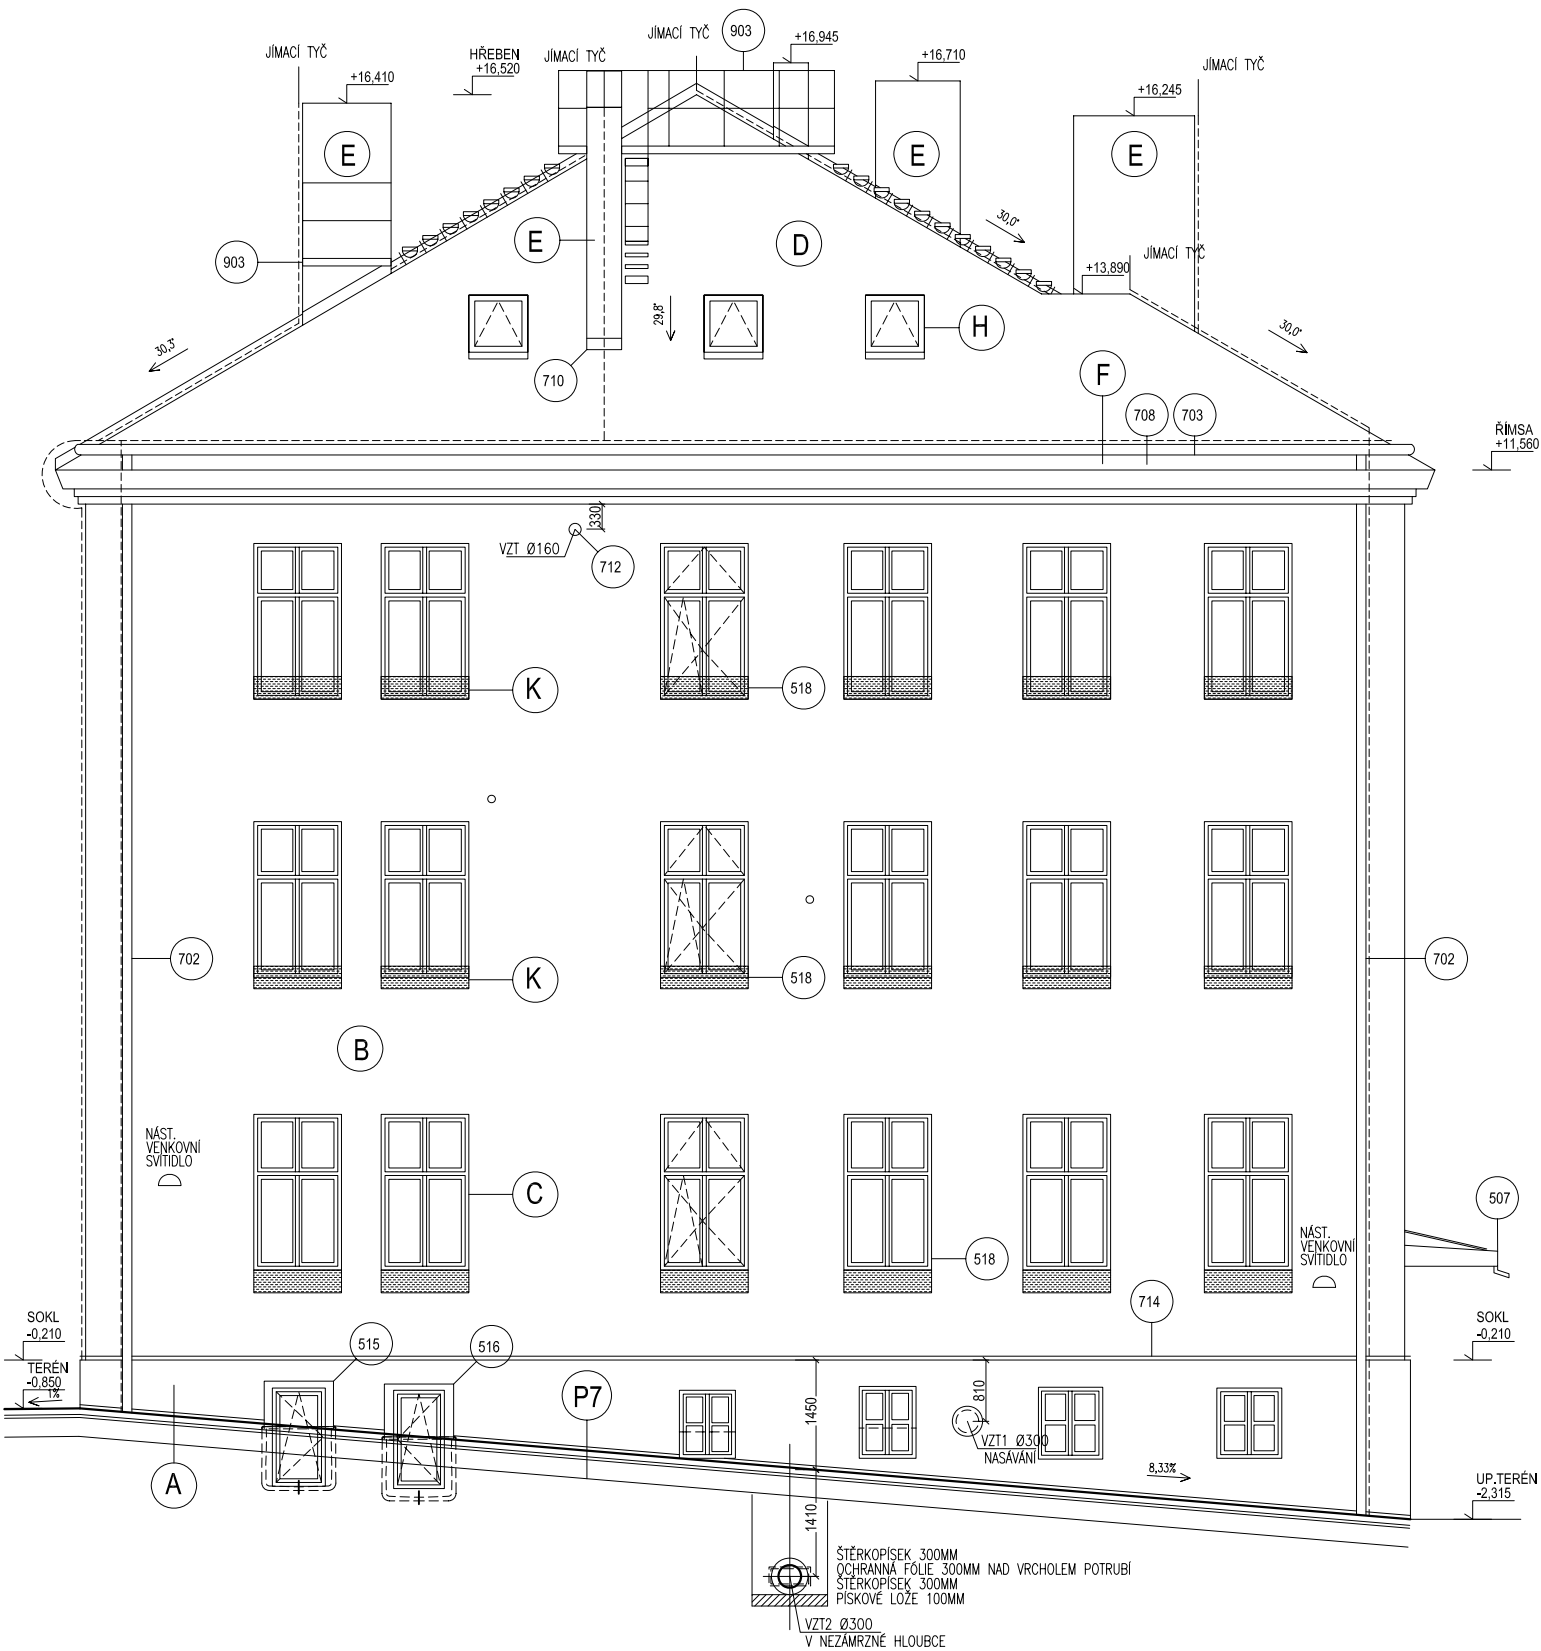 JÍMACÍ TYČ
HŘEBEN
+16,520
JÍMACÍ TYČ
JÍMACÍ TYČ
903
+16,945
+16,410
+16,710
JÍMACÍ TYČ
+16,245
E
E
E
903
E
D
30,0°
JÍMACÍ TYČ
+13,890
29,8°
H
30,0°
30,3°
710
F
708
703
ŘÍMSA
+11,560
330
VZT Ø160
712
K
518
K
518
702
702
B
NÁST.
VENKOVNÍ
SVÍTIDLO
C
507
518
NÁST.
VENKOVNÍ
SVÍTIDLO
714
SOKL
-0,210
SOKL
-0,210
515
516
TERÉN
-0,850
1%
P7
1450
810
VZT1 Ø300
NASÁVÁNÍ
A
8,33%
UP.TERÉN
-2,315
1410
ŠTĚRKOPÍSEK 300MM
OCHRANNÁ FÓLIE 300MM NAD VRCHOLEM POTRUBÍ
ŠTĚRKOPÍSEK 300MM
PÍSKOVÉ LOŽE 100MM
VZT2 Ø300
V NEZÁMRZNÉ HLOUBCE